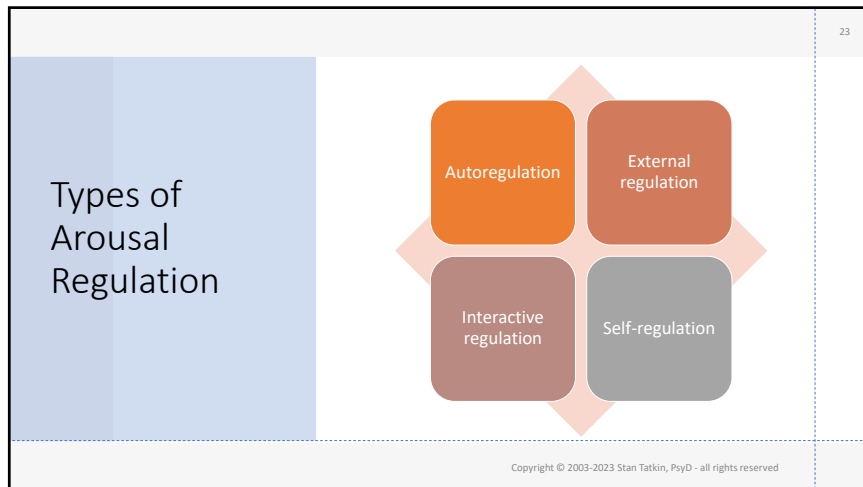 23
Types of
Arousal
Regulation
Autoregulation
External
regulation
Interactive
regulation
Self-regulation
Copyright © 2003-2023 Stan Tatkin, PsyD - all rights reserved